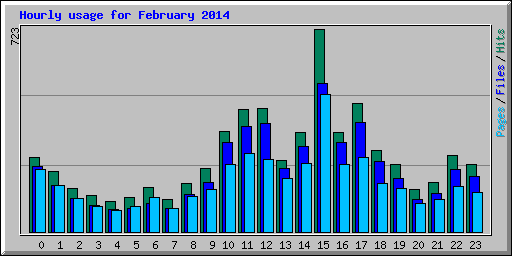 Hourly usage for February 2014
723
Pages / Files / Hits
0 1 2 3 4 5 6 7 8 9 10 11 12 13 14 15 16 17 18 19 20 21 22 23